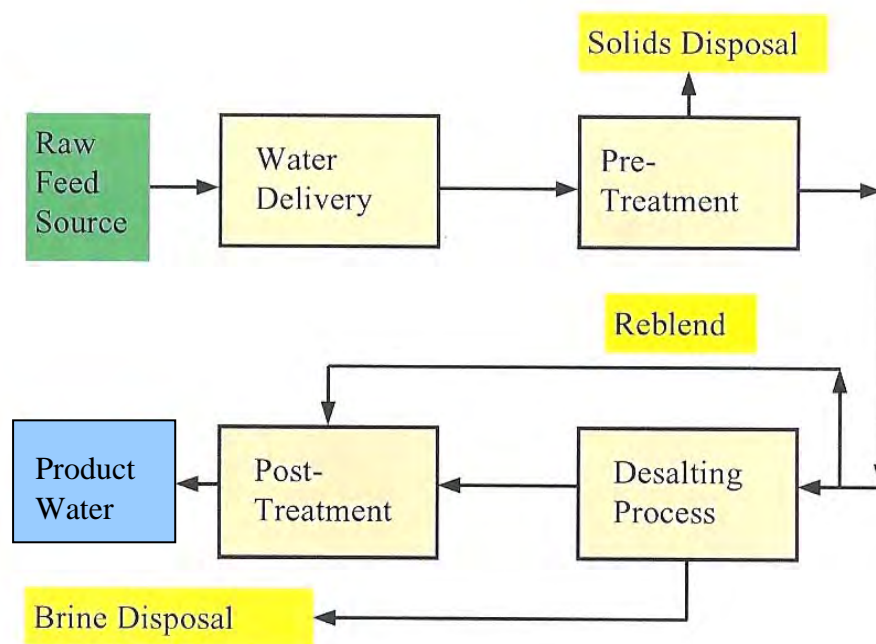 Solids Disposal
Raw
Feed
Source
Water
Delivery
Pre-
Treatment
Reblend
Product
Water
Post-
Treatment
Desalting
Process
Brine Disposal